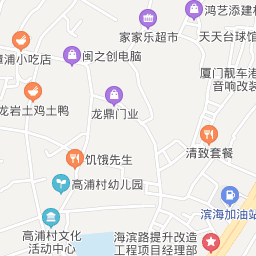 鸿艺添建材
家家乐超市
天天台球馆
漳浦小吃店
闽之创电脑
厦门靓车港
音响改装
龙岩土鸡土鸭
龙鼎门业
清致套餐
饥饿先生
高浦村幼儿园
滨海加油站
高浦村文化
活动中心
海滨路提升改造
工程项目经理部